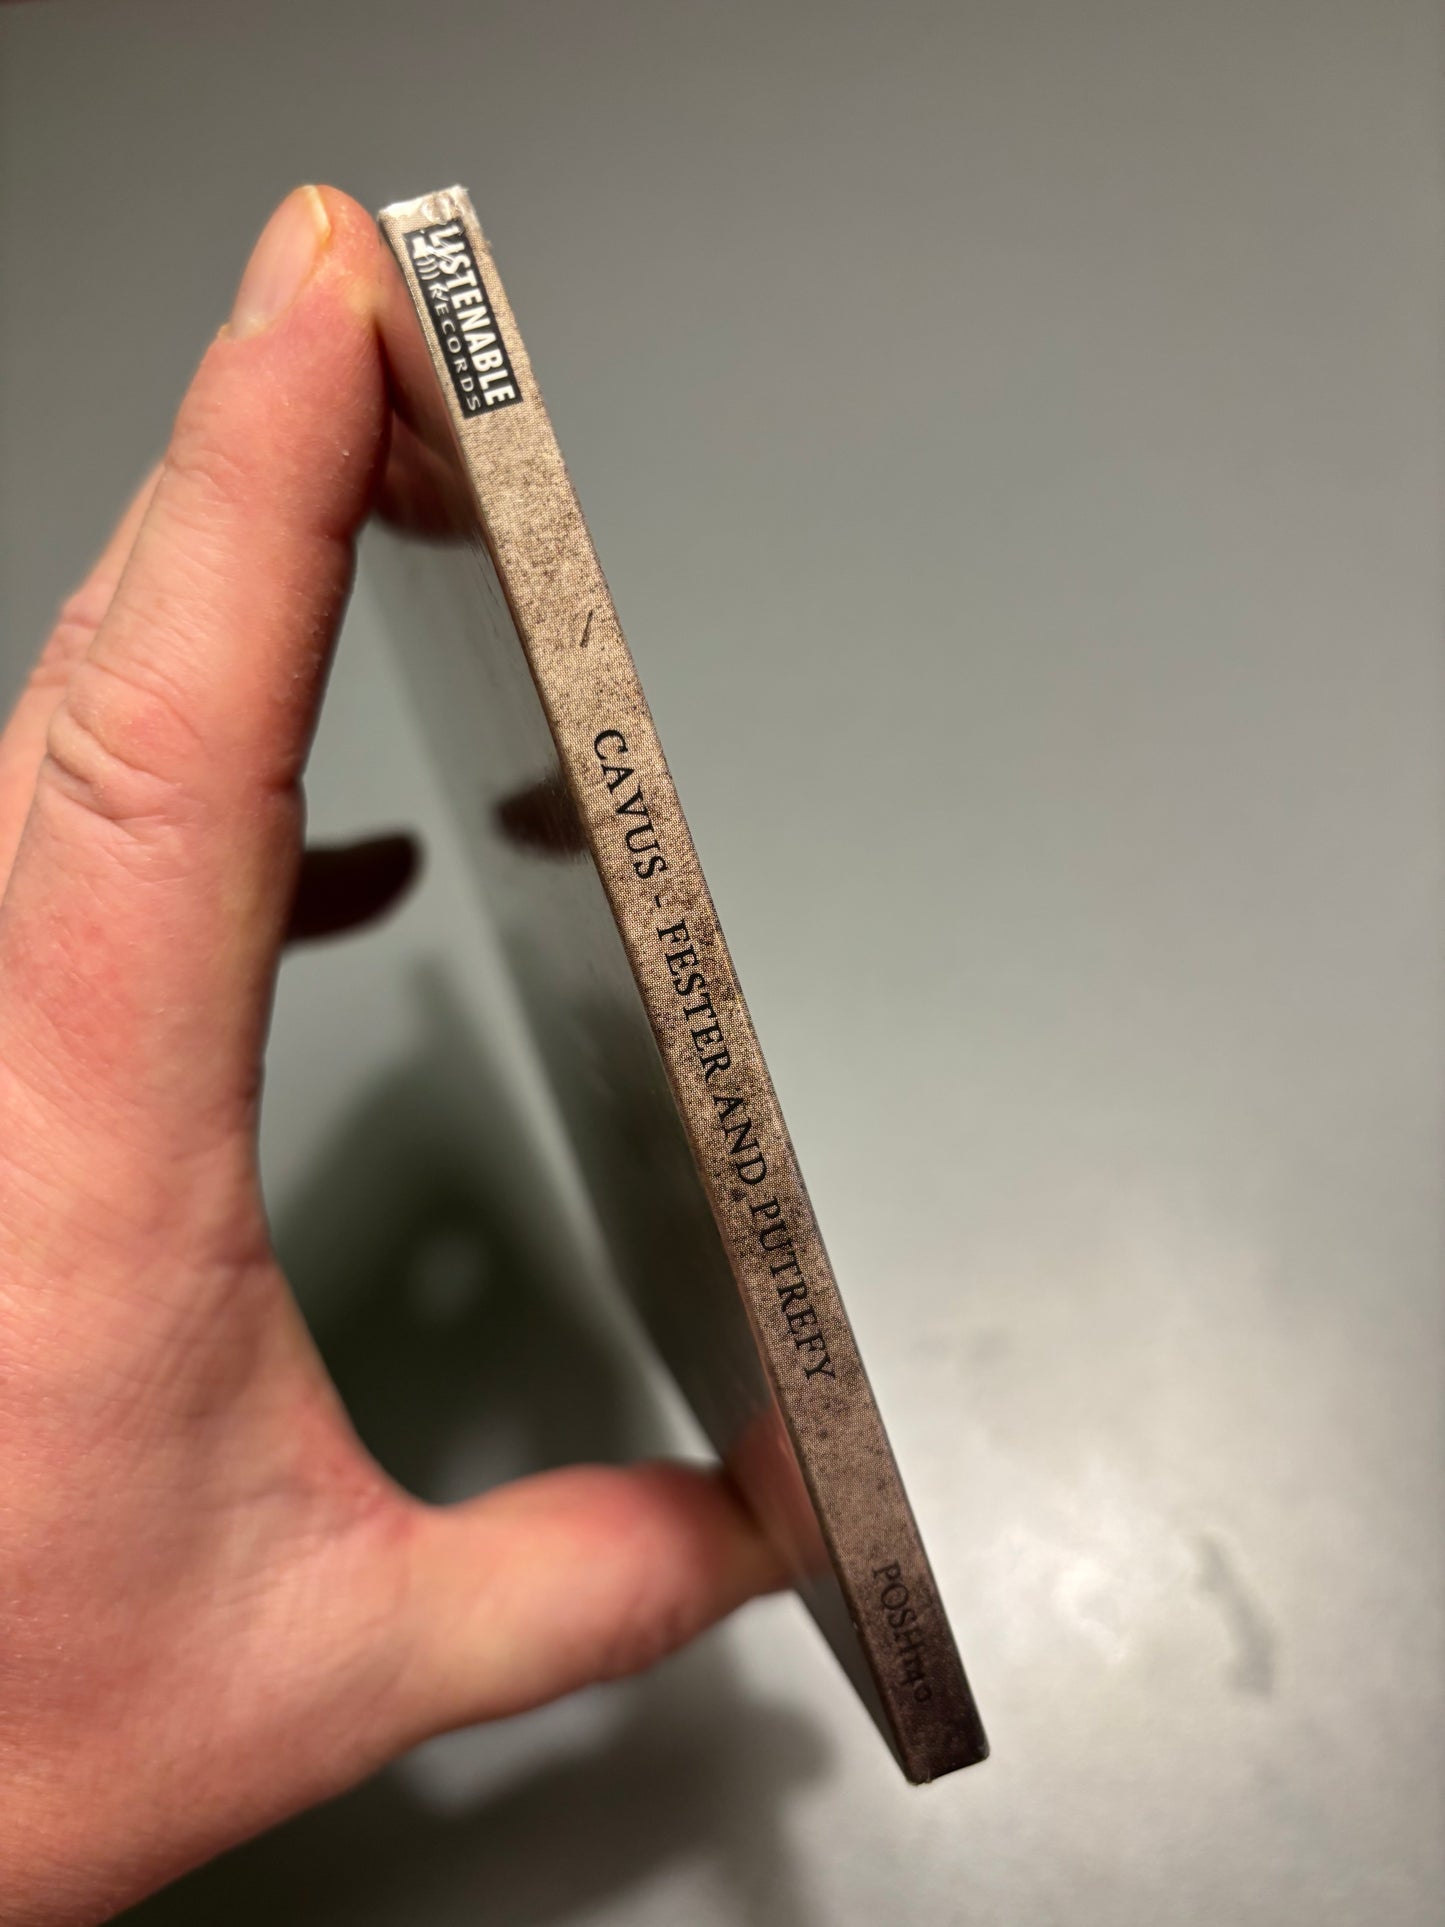 LISTENABLE
RECORDS
CAVUS - FESTER AND PUTREFY
POSH140